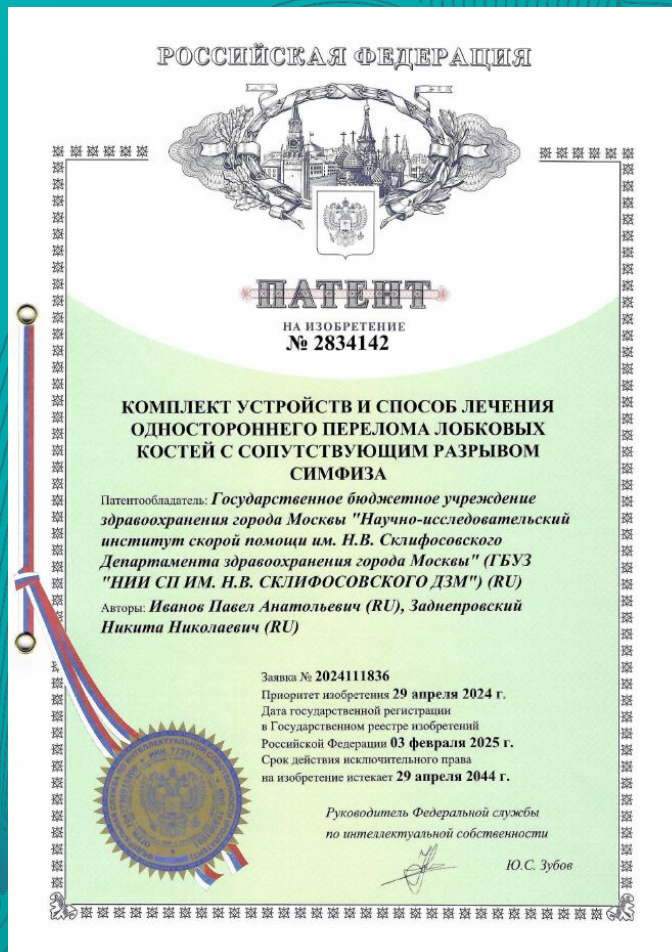 РОССИЙСКАЯ ФЕДЕРАЦИЯ
ПАТЕНТ
НА ИЗОБРЕТЕНИЕ
№ 2834142
КОМПЛЕКТ УСТРОЙСТВ И СПОСОБ ЛЕЧЕНИЯ
ОДНОСТОРОННЕГО ПЕРЕЛОМА ЛОБКОВЫХ
КОСТЕЙ С СОПУТСТВУЮЩИМ РАЗРЫВОМ
СИМФИЗА
Патентообладатель: Государственное бюджетное учреждение
здравоохранения города Москвы "Научно-исследовательский
институт скорой помощи им. Н.В. Склифосовского
Департамента здравоохранения города Москвы" (ГБУЗ
"НИИ СП ИМ. Н.В. СКЛИФОСОВСКОГО ДЗМ") (RU)
Авторы: Иванов Павел Анатольевич (RU), Заднепровский
Никита Николаевич (RU)
Заявка № 2024111836
Приоритет изобретения 29 апреля 2024 г.
Дата государственной регистрации
в Государственном реестре изобретений
Российской Федерации 03 февраля 2025 г.
Срок действия исключительного права
на изобретение истекает 29 апреля 2044 г.
Руководитель Федеральной службы
по интеллектуальной собственности
Ю.С. Зубов